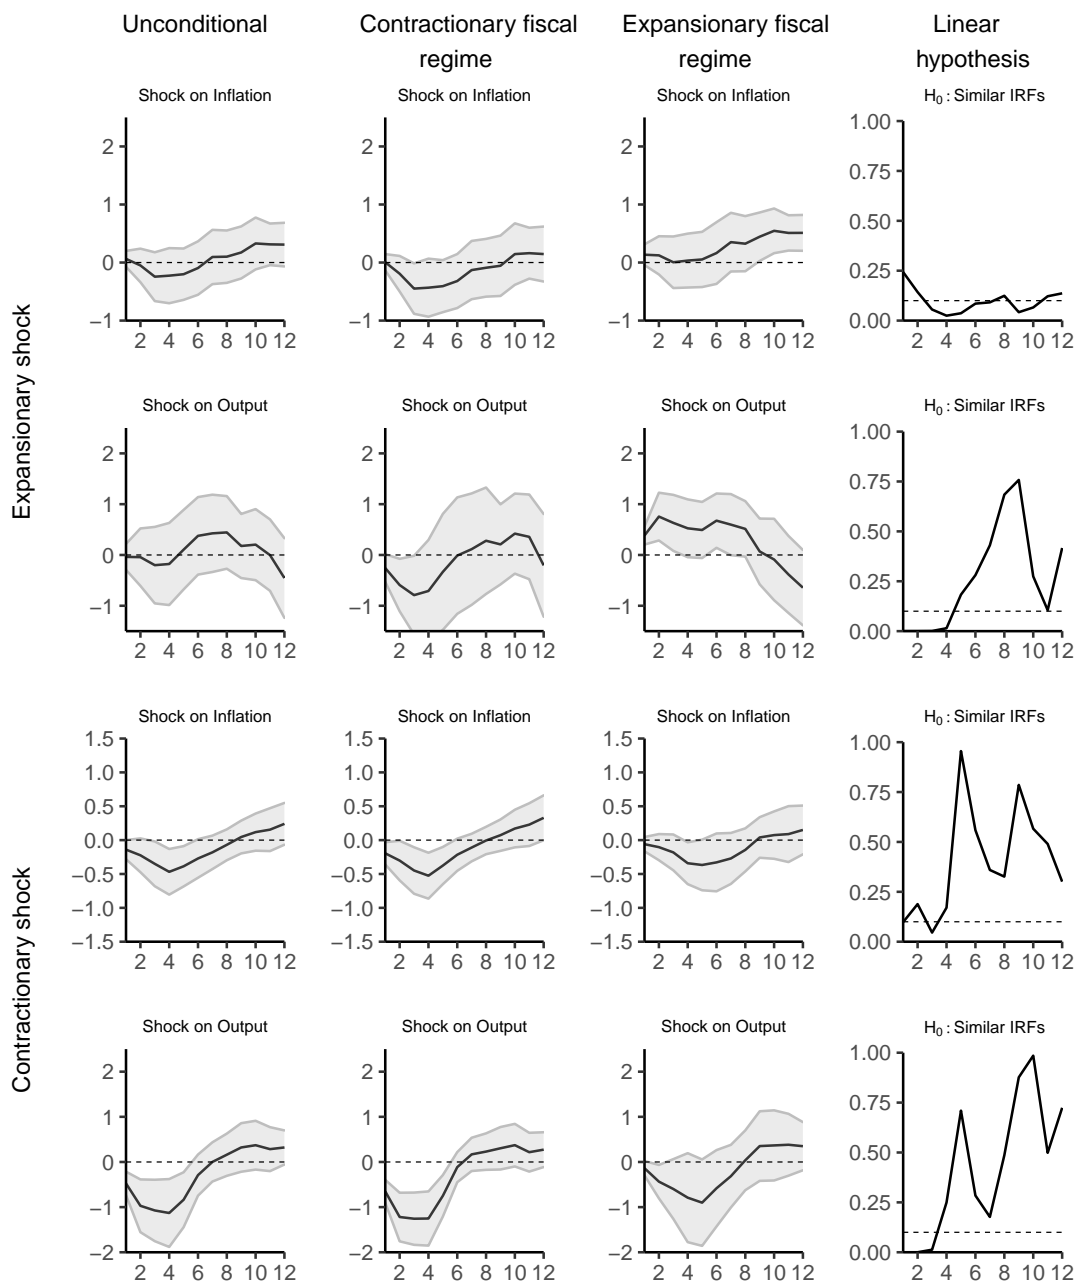 Unconditional
Contractionary fiscal
regime
Expansionary fiscal
regime
Linear
hypothesis
Expansionary shock
Shock on Inflation
2
1
0
−1
2 4 6 8 10 12
Shock on Inflation
2
1
0
−1
2 4 6 8 10 12
Shock on Inflation
2
1
0
−1
2 4 6 8 10 12
H₀ : Similar IRFs
1.00
0.75
0.50
0.25
0.00
2 4 6 8 10 12
Shock on Output
2
1
0
−1
2 4 6 8 10 12
Shock on Output
2
1
0
−1
2 4 6 8 10 12
Shock on Output
2
1
0
−1
2 4 6 8 10 12
H₀ : Similar IRFs
1.00
0.75
0.50
0.25
0.00
2 4 6 8 10 12
Contractionary shock
Shock on Inflation
1.5
1.0
0.5
0.0
−0.5
−1.0
−1.5
2 4 6 8 10 12
Shock on Inflation
1.5
1.0
0.5
0.0
−0.5
−1.0
−1.5
2 4 6 8 10 12
Shock on Inflation
1.5
1.0
0.5
0.0
−0.5
−1.0
−1.5
2 4 6 8 10 12
H₀ : Similar IRFs
1.00
0.75
0.50
0.25
0.00
2 4 6 8 10 12
Shock on Output
2
1
0
−1
−2
2 4 6 8 10 12
Shock on Output
2
1
0
−1
−2
2 4 6 8 10 12
Shock on Output
2
1
0
−1
−2
2 4 6 8 10 12
H₀ : Similar IRFs
1.00
0.75
0.50
0.25
0.00
2 4 6 8 10 12